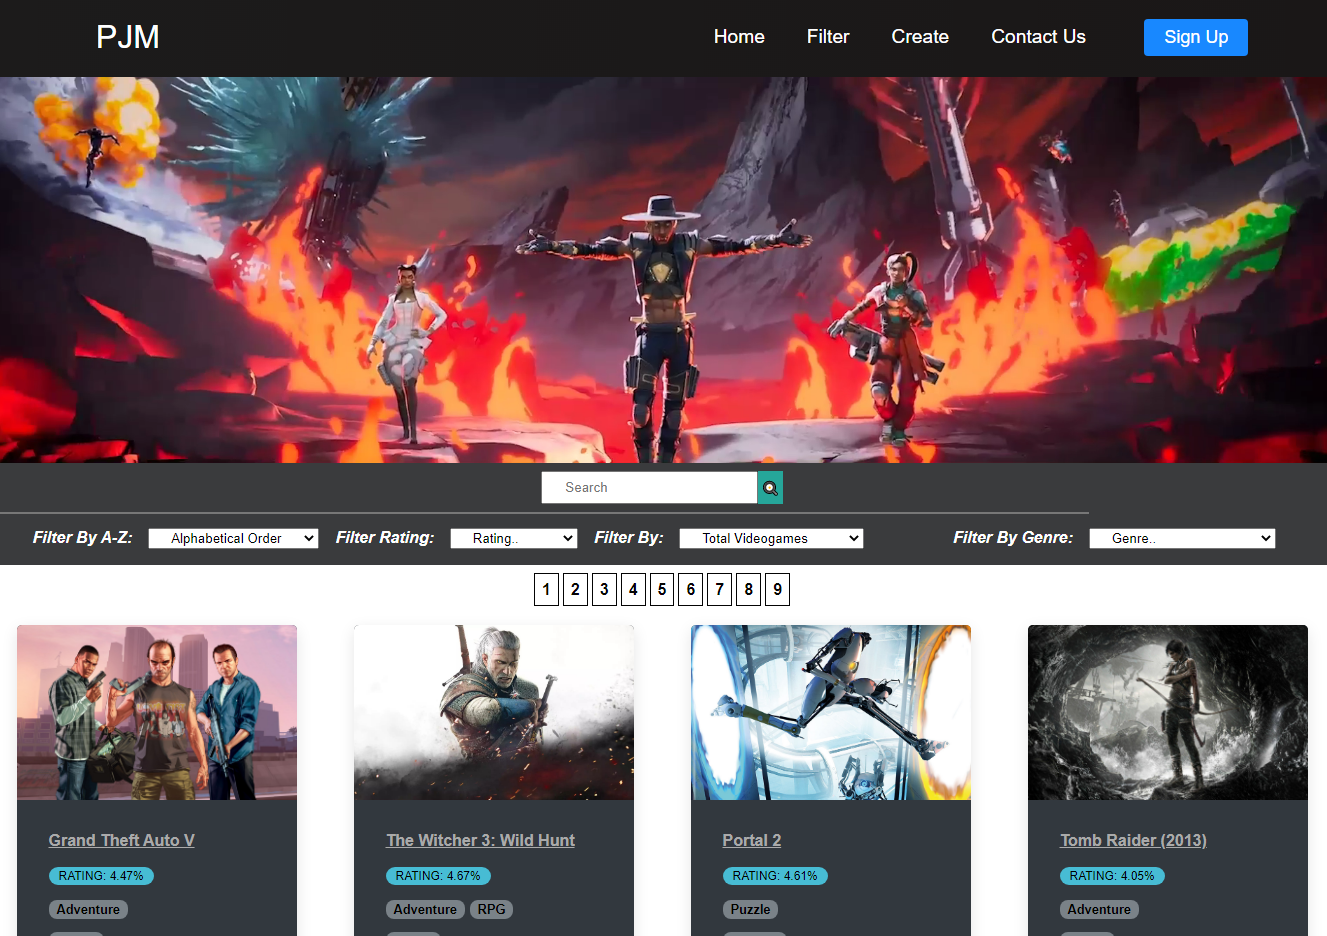 PJM Home Filter Create Contact Us Sign Up
Search
Filter By A-Z: Alphabetical Order Filter Rating: Rating.. Filter By: Total Videogames Filter By Genre: Genre..
1 2 3 4 5 6 7 8 9
Grand Theft Auto V The Witcher 3: Wild Hunt Portal 2 Tomb Raider (2013)
RATING: 4.47% RATING: 4.67% RATING: 4.61% RATING: 4.05%
Adventure Adventure RPG Puzzle Adventure